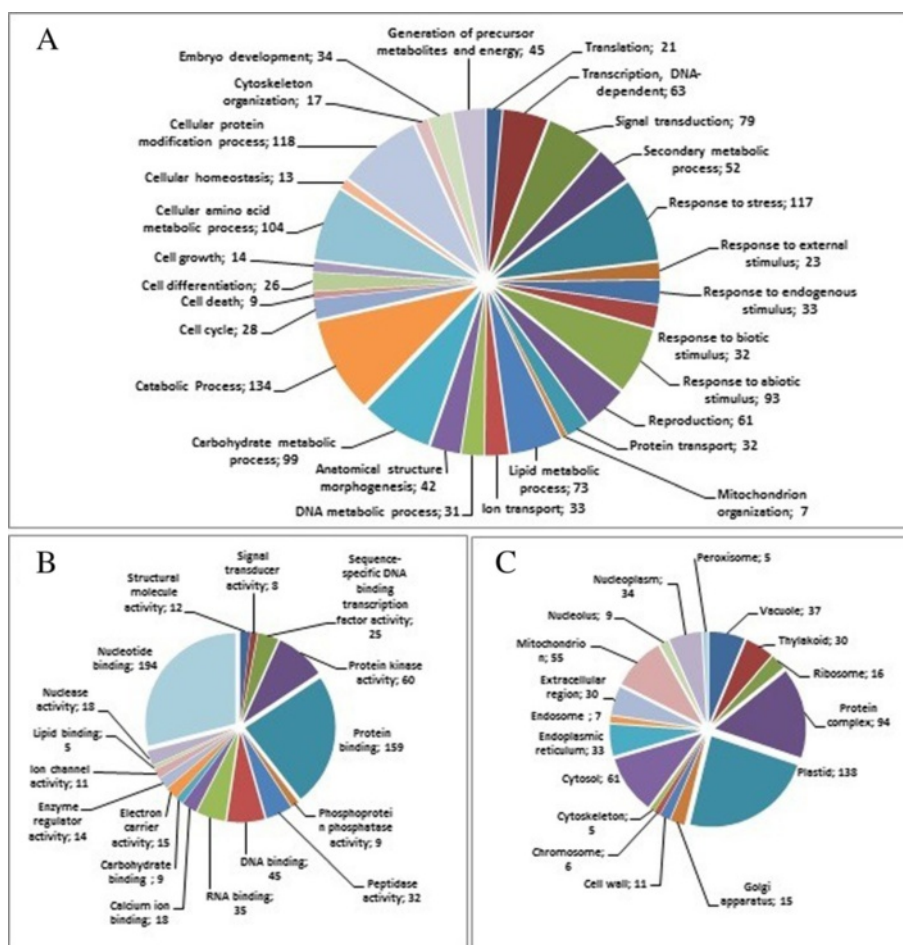 A
Generation of precursor
metabolites and energy; 45
Embryo development; 34
Cytoskeleton
organization; 17
Cellular protein
modification process; 118
Cellular homeostasis; 13
Cellular amino acid
metabolic process; 104
Cell growth; 14
Cell differentiation; 26
Cell death; 9
Cell cycle; 28
Catabolic Process; 134
Carbohydrate metabolic
process; 99
Anatomical structure
morphogenesis; 42
DNA metabolic process; 31
Translation; 21
Transcription, DNA-
dependent; 63
Signal transduction; 79
Secondary metabolic
process; 52
Response to stress; 117
Response to external
stimulus; 23
Response to endogenous
stimulus; 33
Response to biotic
stimulus; 32
Response to abiotic
stimulus; 93
Reproduction; 61
Protein transport; 32
Mitochondrion
organization; 7
Lipid metabolic
process; 73
Ion transport; 33
B
Signal
transducer
activity; 8
Structural
molecule
activity; 12
Nucleotide
binding; 194
Nuclease
activity; 18
Lipid binding;
5
Ion channel
activity; 11
Enzyme
regulator
activity; 14
Electron
carrier
activity; 15
Carbohydrate
binding ; 9
Calcium ion
binding; 18
RNA binding;
35
DNA binding;
45
Sequence-
specific DNA
binding
transcription
factor activity;
25
Protein kinase
activity; 60
Protein
binding; 159
Phosphoprotei
n phosphatase
activity; 9
Peptidase
activity; 32
C
Peroxisome; 5
Nucleoplasm;
34
Nucleolus; 9
Mitochondrio
n; 55
Extracellular
region; 30
Endosome ; 7
Endoplasmic
reticulum; 33
Cytosol; 61
Cytoskeleton;
5
Chromosome;
6
Cell wall; 11
Vacuole; 37
Thylakoid; 30
Ribosome; 16
Protein
complex; 94
Plastid; 138
Golgi
apparatus; 15